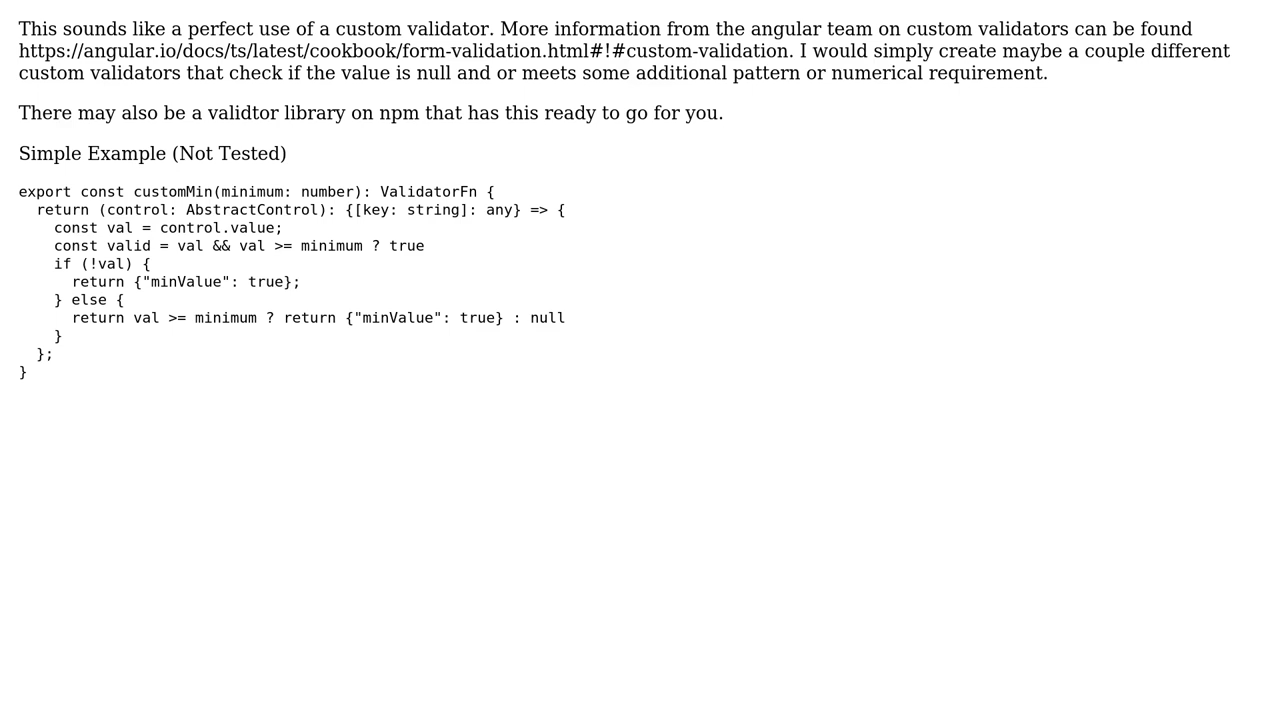 This sounds like a perfect use of a custom validator. More information from the angular team on custom validators can be found
https://angular.io/docs/ts/latest/cookbook/form-validation.html#!#custom-validation. I would simply create maybe a couple different
custom validators that check if the value is null and or meets some additional pattern or numerical requirement.
There may also be a validtor library on npm that has this ready to go for you.
Simple Example (Not Tested)
export const customMin(minimum: number): ValidatorFn {
  return (control: AbstractControl): {[key: string]: any} => {
    const val = control.value;
    const valid = val && val >= minimum ? true
    if (!val) {
      return {"minValue": true};
    } else {
      return val >= minimum ? return {"minValue": true} : null
    }
  };
}